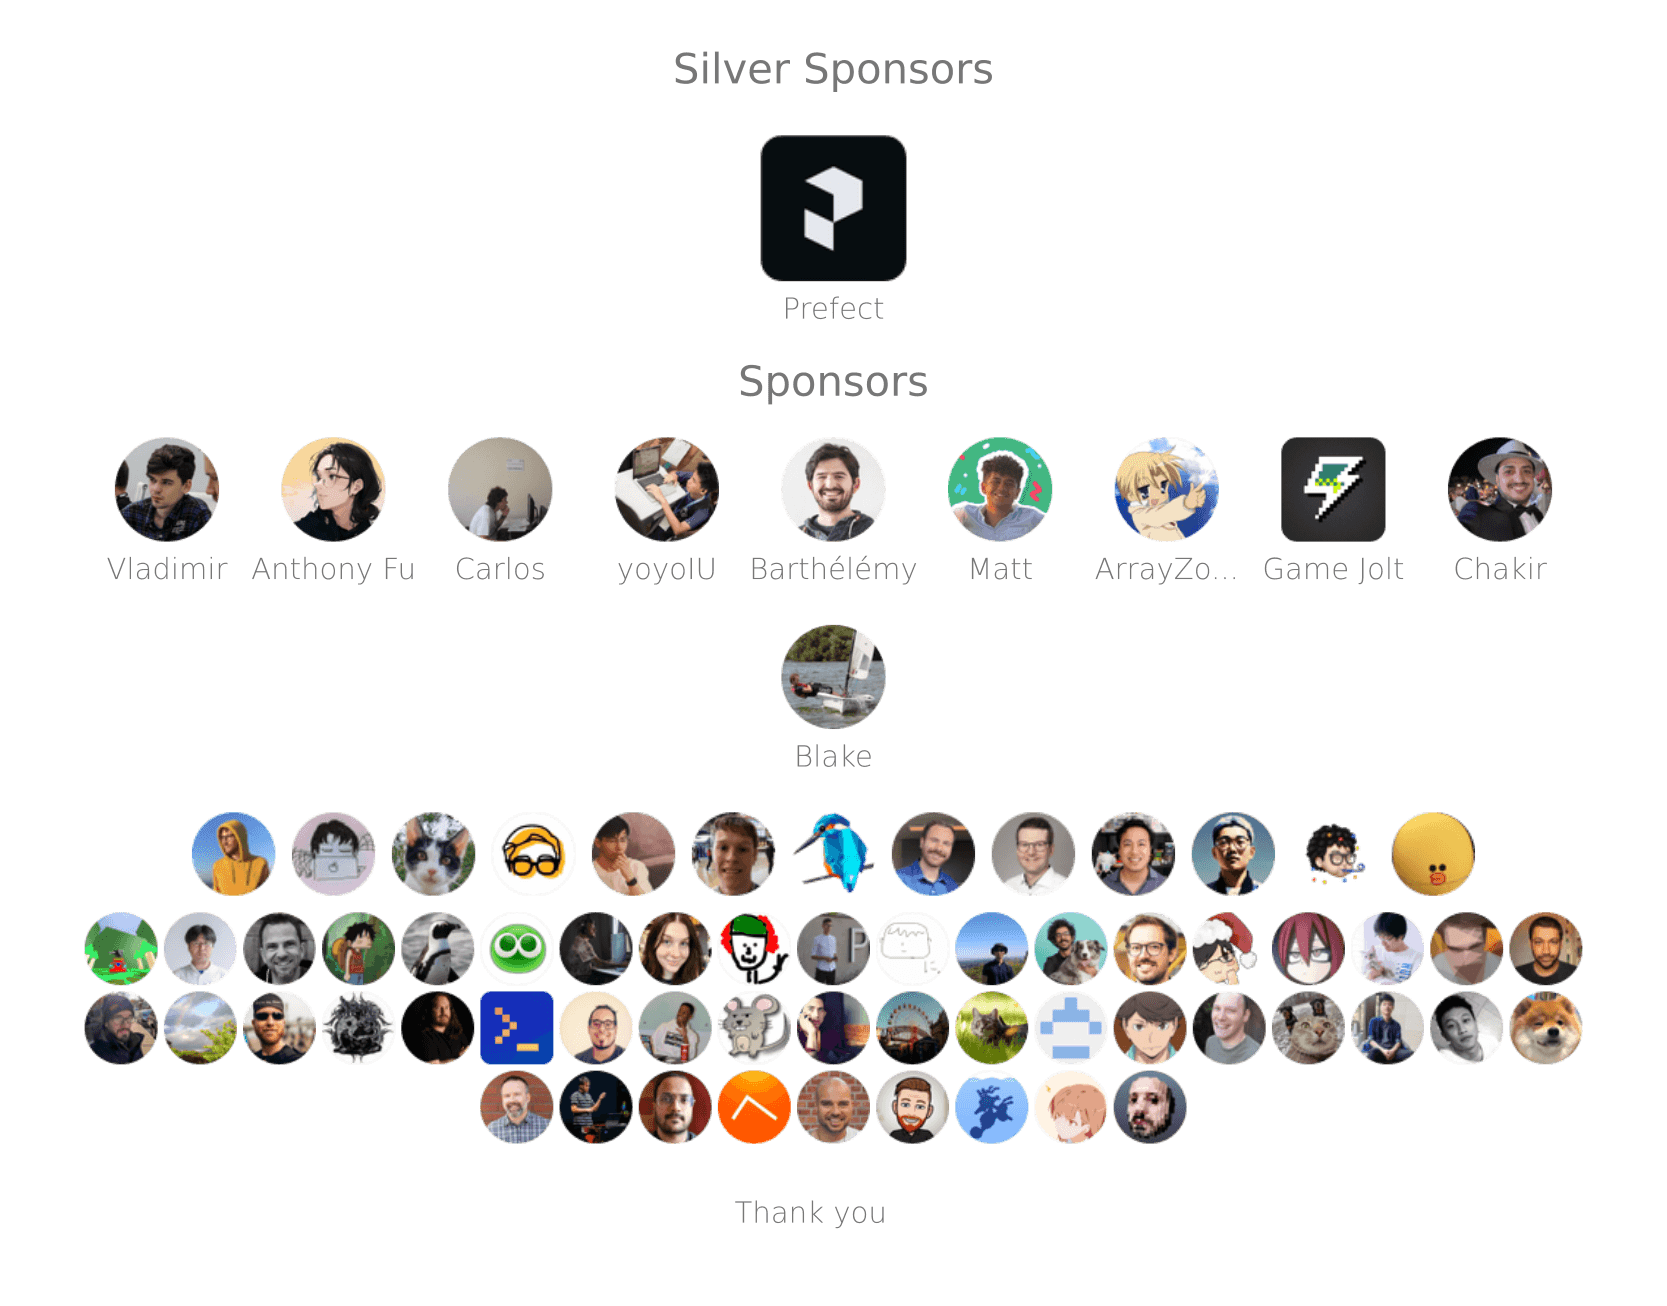 Silver Sponsors
Prefect
Sponsors
Vladimir Anthony Fu Carlos yoyolU Barthélémy Matt ArrayZo... Game Jolt Chakir
Blake
Thank you